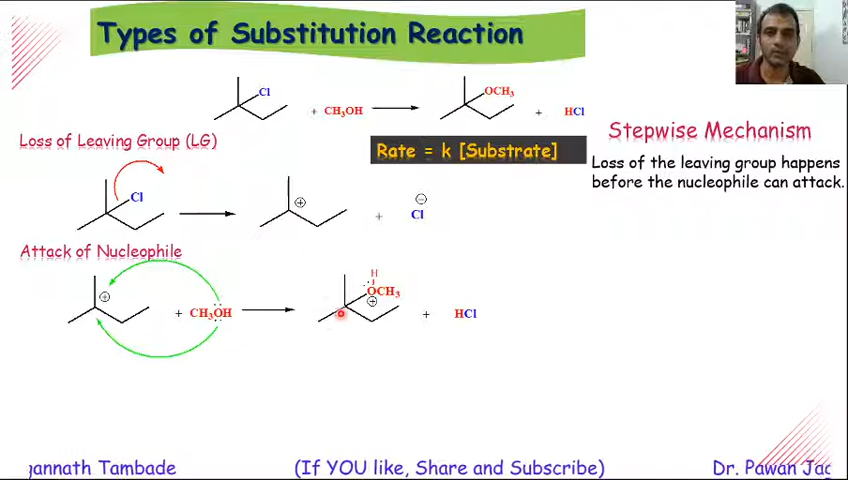 Types of Substitution Reaction
Cl
+ CH3OH
OCH3
+ HCl
Stepwise Mechanism
Loss of Leaving Group (LG)
Rate = k [Substrate]
Loss of the leaving group happens
before the nucleophile can attack.
Cl
+
+ Cl
-
Attack of Nucleophile
+
+ CH3OH
H
OCH3
+
+ HCl
gannath Tambade
(If YOU like, Share and Subscribe)
Dr. Pawan Jag